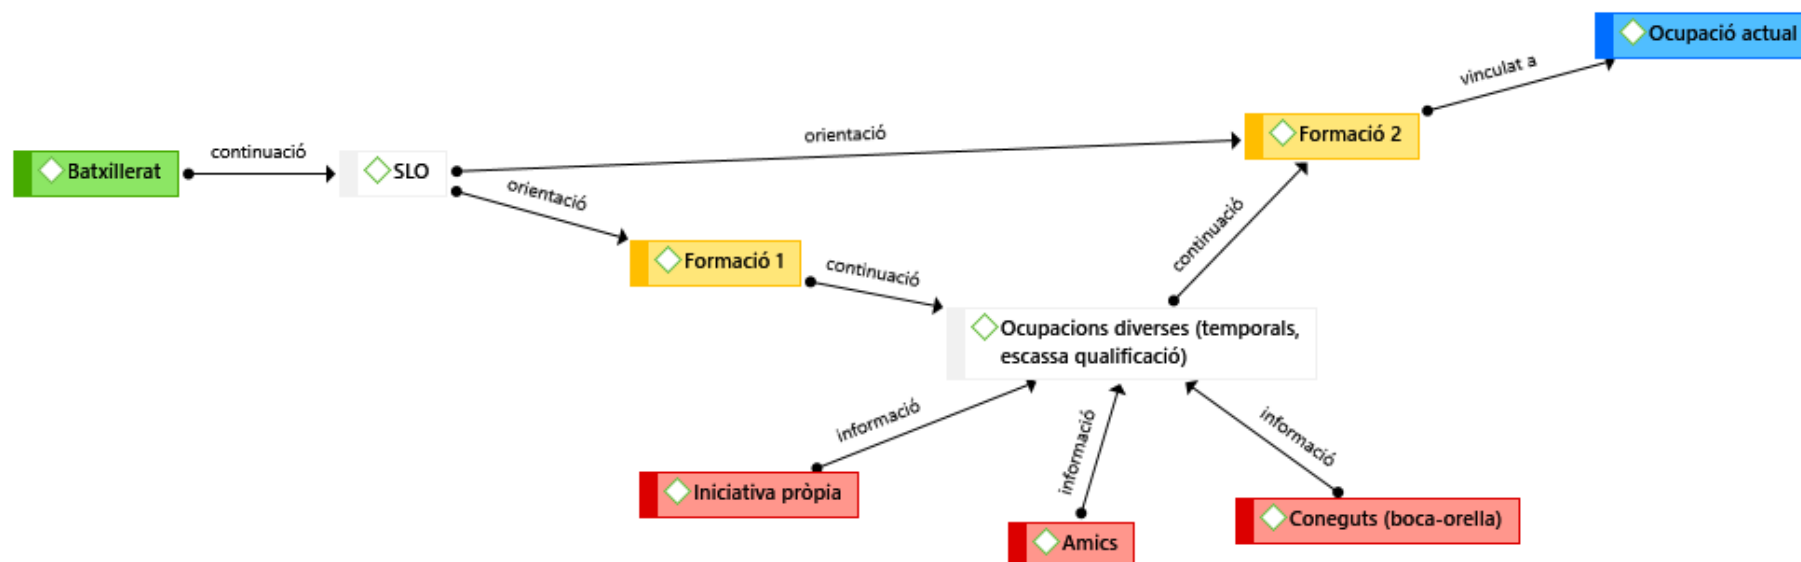 Ocupació actual
vinculat a
orientació
Formació 2
Batxillerat
continuació
SLO
orientació
continuació
Formació 1
continuació
Ocupacions diverses (temporals,
escassa qualificació)
informació
informació
informació
Iniciativa pròpia
Amics
Coneguts (boca-orella)